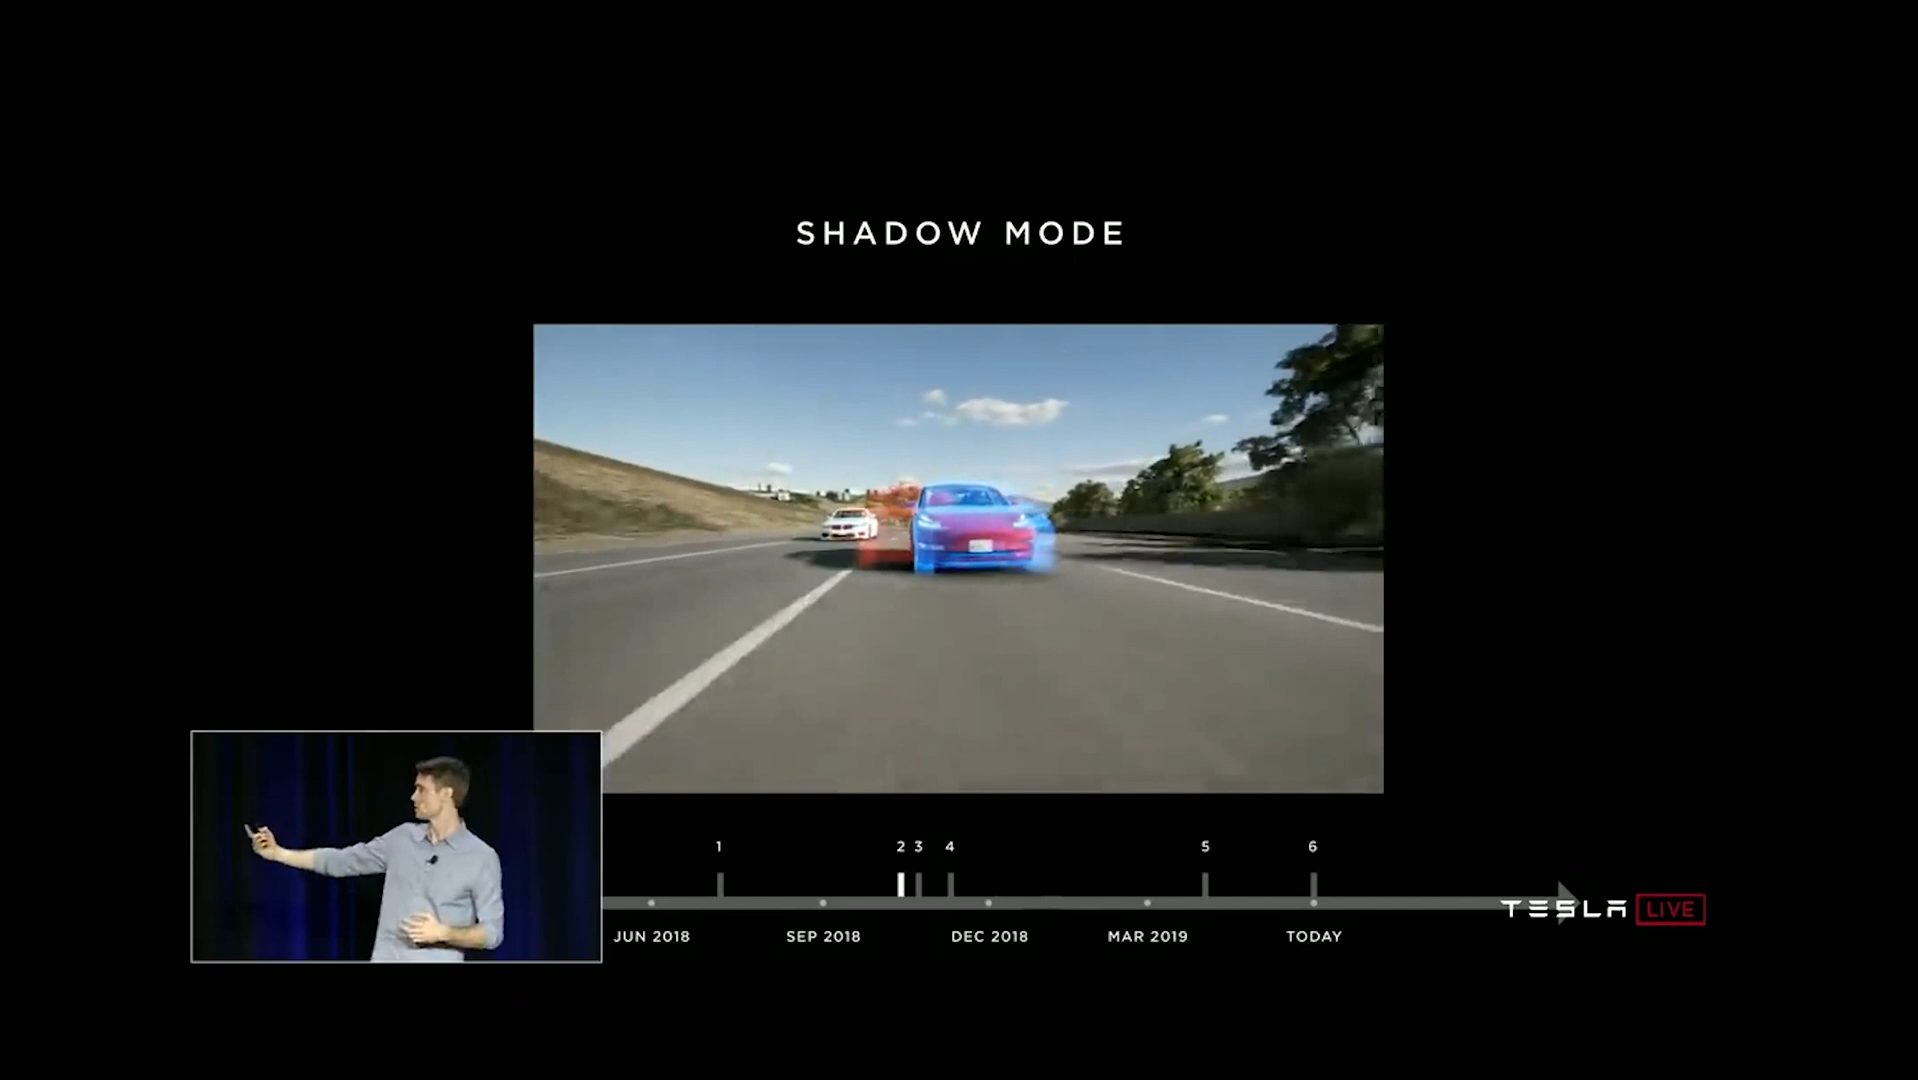 SHADOW MODE
1 2 3 4 5 6
JUN 2018 SEP 2018 DEC 2018 MAR 2019 TODAY
TESLA LIVE